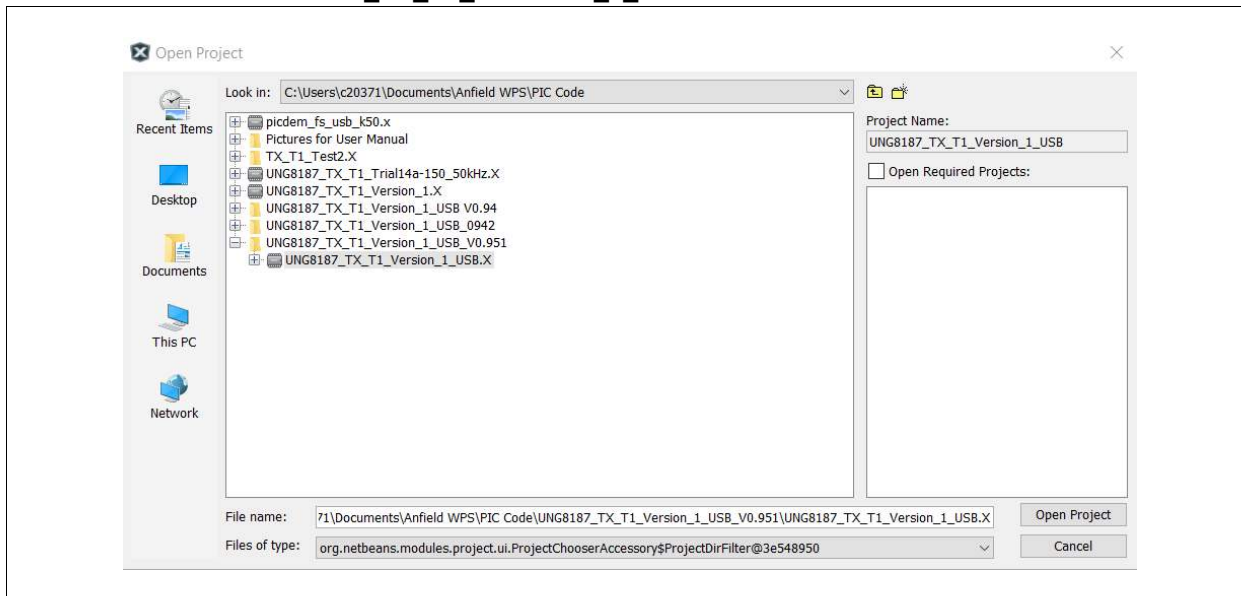 Open Project
Look in: C:\Users\c20371\Documents\Anfield WPS\PIC Code
Recent Items
Desktop
Documents
This PC
Network
picdem_fs_usb_k50.x
Pictures for User Manual
TX_T1_Test2.X
UNG8187_TX_T1_Trial14a-150_50kHz.X
UNG8187_TX_T1_Version_1.X
UNG8187_TX_T1_Version_1_USB V0.94
UNG8187_TX_T1_Version_1_USB_0942
UNG8187_TX_T1_Version_1_USB_V0.951
UNG8187_TX_T1_Version_1_USB.X
Project Name:
UNG8187_TX_T1_Version_1_USB
Open Required Projects:
File name: 71\Documents\Anfield WPS\PIC Code\UNG8187_TX_T1_Version_1_USB_V0.951\UNG8187_TX_T1_Version_1_USB.X
Open Project
Files of type: org.netbeans.modules.project.ui.ProjectChooserAccessory$ProjectDirFilter@3e548950
Cancel